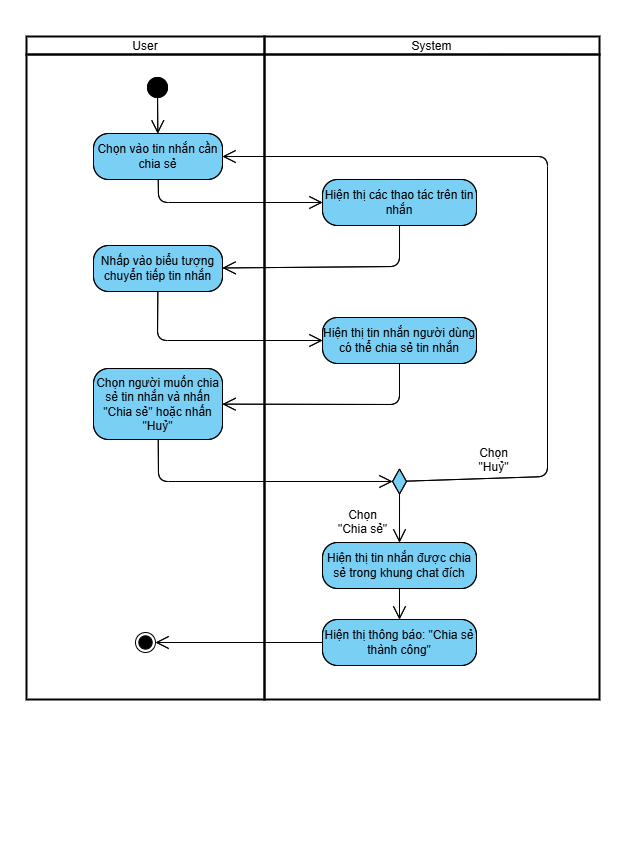 User
System
Chọn vào tin nhắn cần
chia sẻ
Hiện thị các thao tác trên tin
nhắn
Nhấp vào biểu tượng
chuyển tiếp tin nhắn
Hiện thị tin nhắn người dùng
có thể chia sẻ tin nhắn
Chọn người muốn chia
sẻ tin nhắn và nhấn
"Chia sẻ" hoặc nhấn
"Huỷ"
Chọn
"Huỷ"
Chọn
"Chia sẻ"
Hiện thị tin nhắn được chia
sẻ trong khung chat đích
Hiện thị thông báo: "Chia sẻ
thành công"